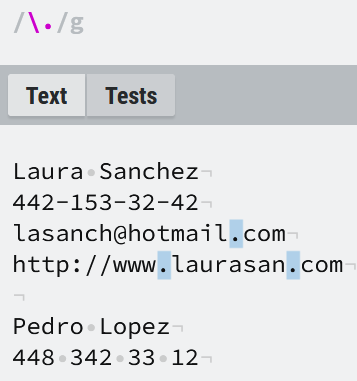 /\./g
Text Tests
Laura Sanchez
442-153-32-42
lasanch@hotmail.com
http://www.laurasan.com

Pedro Lopez
448 342 33 12